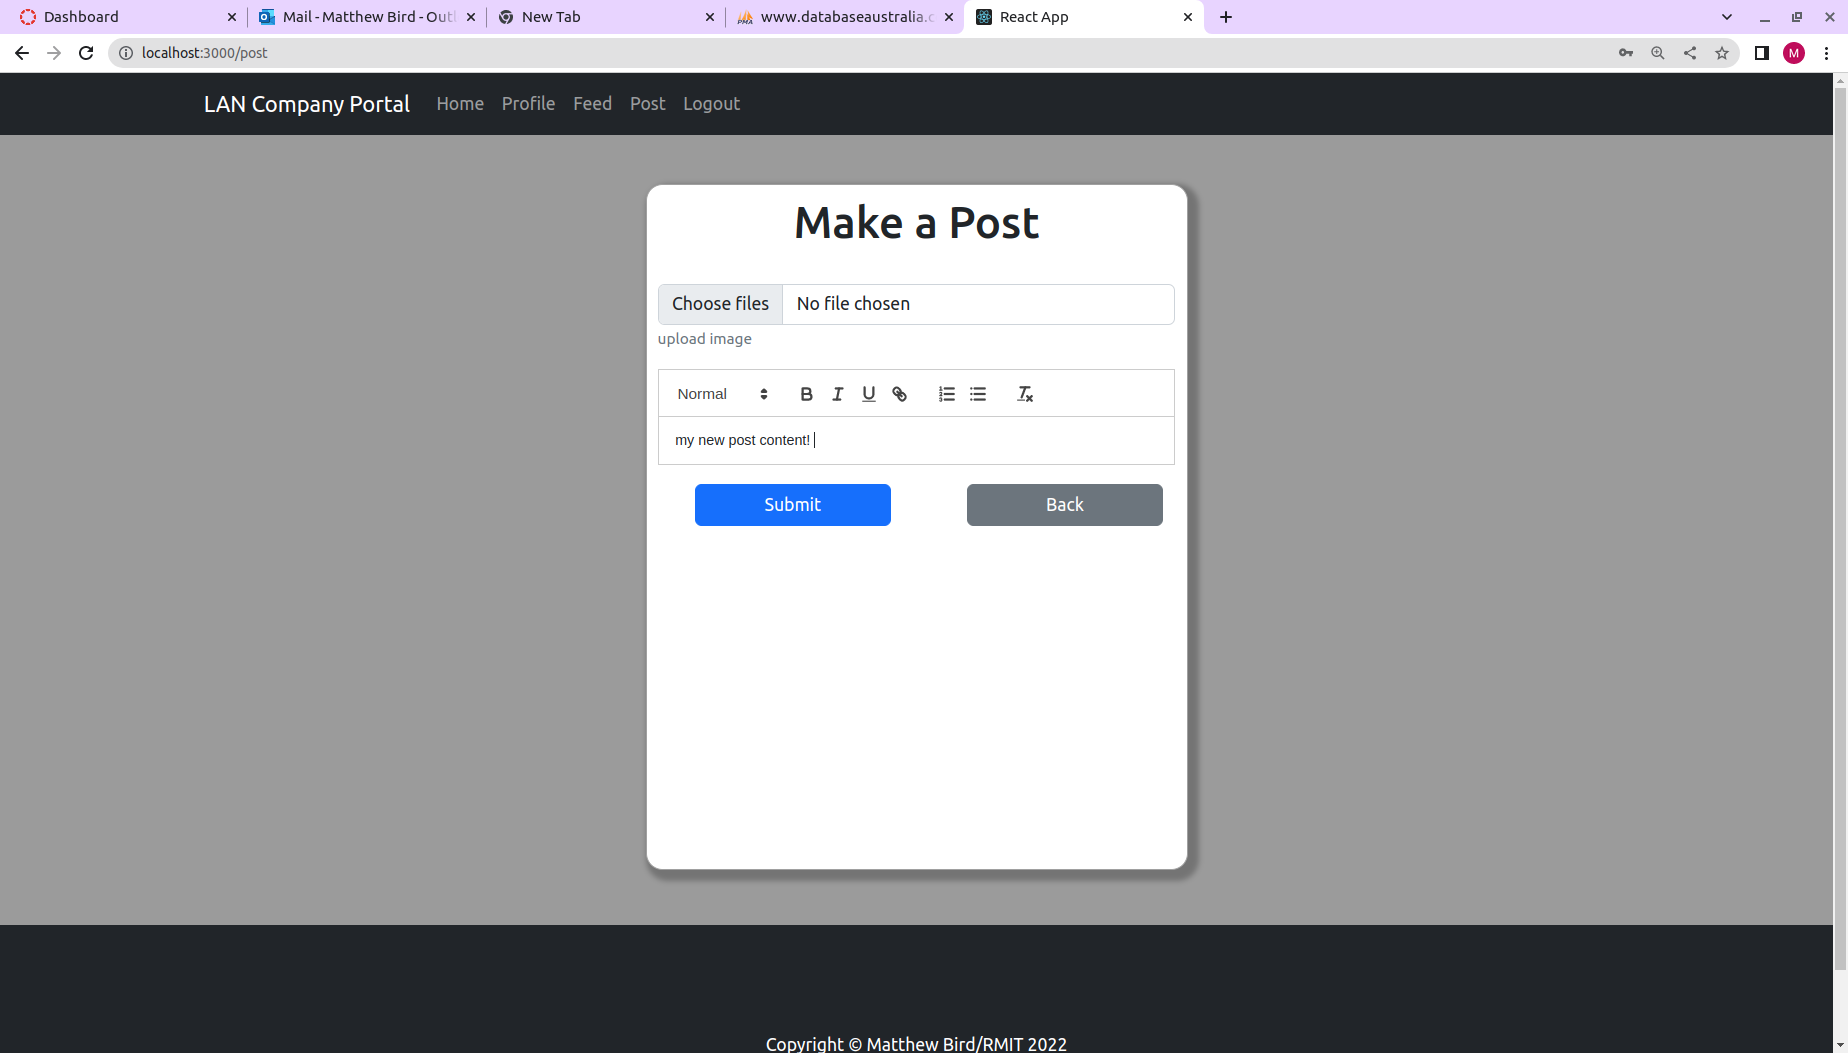 Dashboard
Mail - Matthew Bird - Outl
New Tab
www.databaseaustralia.c
React App
localhost:3000/post
M
LAN Company Portal Home Profile Feed Post Logout
Make a Post
Choose files No file chosen
upload image
Normal
my new post content!
Submit Back
Copyright © Matthew Bird/RMIT 2022